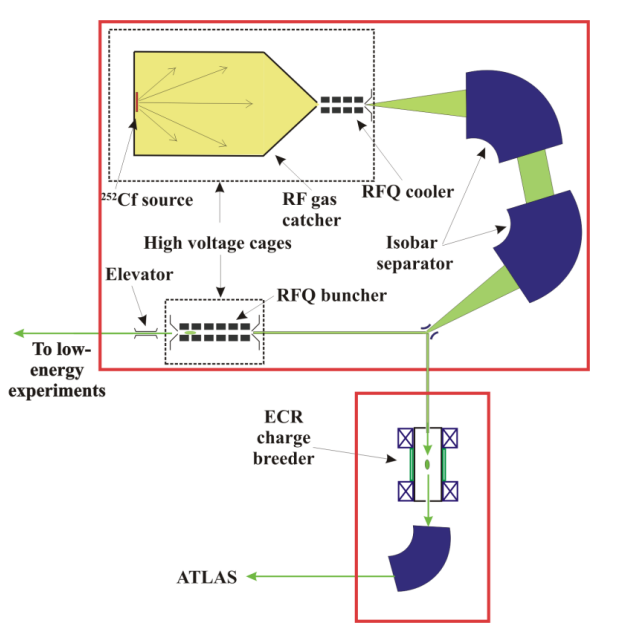 ²⁵²Cf source
RF gas
catcher
RFQ cooler
High voltage cages
Isobar
separator
Elevator
RFQ buncher
To low-
energy
experiments
ECR
charge
breeder
ATLAS